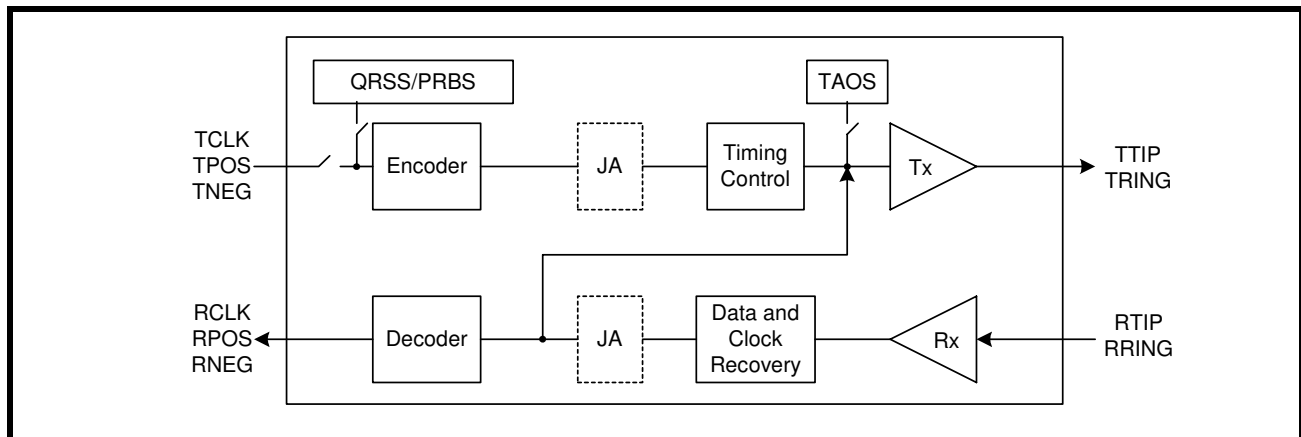 QRSS/PRBS
TAOS
TCLK
TPOS
TNEG
Encoder
JA
Timing
Control
Tx
TTIP
TRING
RCLK
RPOS
RNEG
Decoder
JA
Data and
Clock
Recovery
Rx
RTIP
RRING